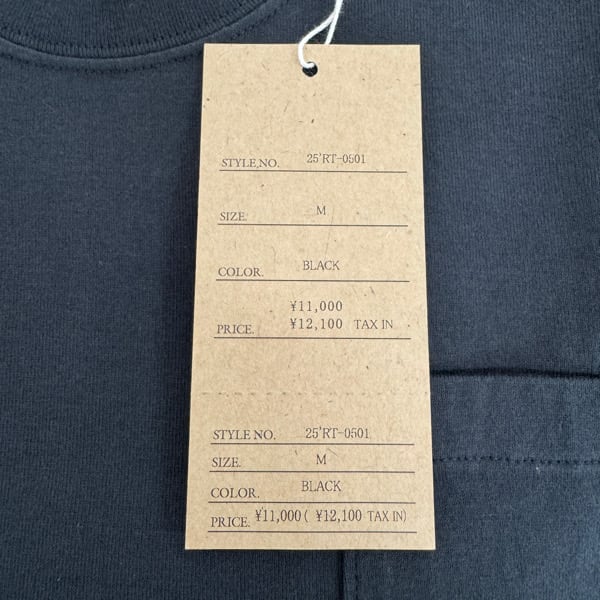 STYLE,NO. 25'RT-0501
SIZE. M
COLOR. BLACK
¥11,000
PRICE. ¥12,100 TAX IN
STYLE NO. 25'RT-0501
SIZE. M
COLOR. BLACK
PRICE. ¥11,000 ( ¥12,100 TAX IN)